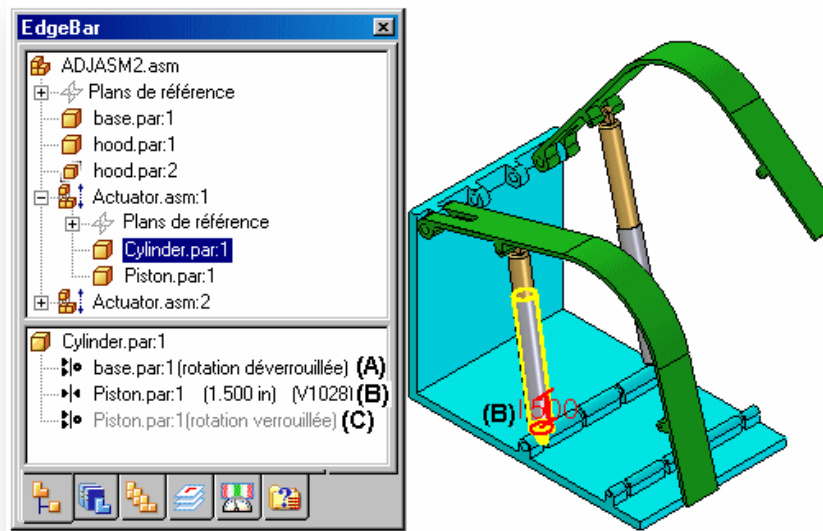 EdgeBar
ADJASM2.asm
Plans de référence
base.par:1
hood.par:1
hood.par:2
Actuator.asm:1
Plans de référence
Cylinder.par:1
Piston.par:1
Actuator.asm:2
Cylinder.par:1
base.par:1 (rotation déverrouillée) (A)
Piston.par:1 (1.500 in) (V1028) (B)
Piston.par:1 (rotation verrouillée) (C)
(B) 1.500